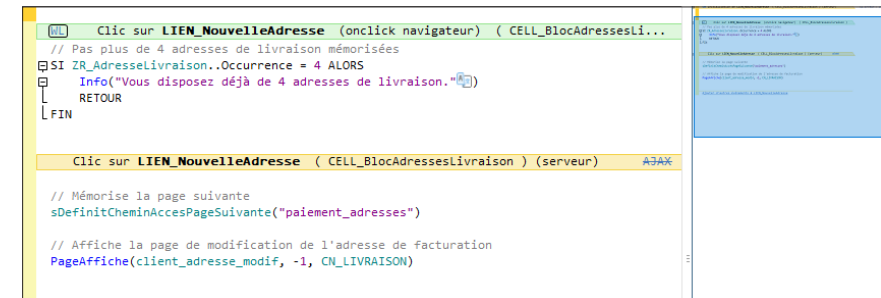 WL Clic sur LIEN_NouvelleAdresse (onclick navigateur) ( CELL_BlocAdressesLi...
// Pas plus de 4 adresses de livraison mémorisées
SI ZR_AdresseLivraison..Occurrence = 4 ALORS
Info("Vous disposez déjà de 4 adresses de livraison.")
RETOUR
FIN
Clic sur LIEN_NouvelleAdresse ( CELL_BlocAdressesLivraison ) (serveur) AJAX
// Mémorise la page suivante
sDefinitCheminAccesPageSuivante("paiement_adresses")
// Affiche la page de modification de l'adresse de facturation
PageAffiche(client_adresse_modif, -1, CN_LIVRAISON)